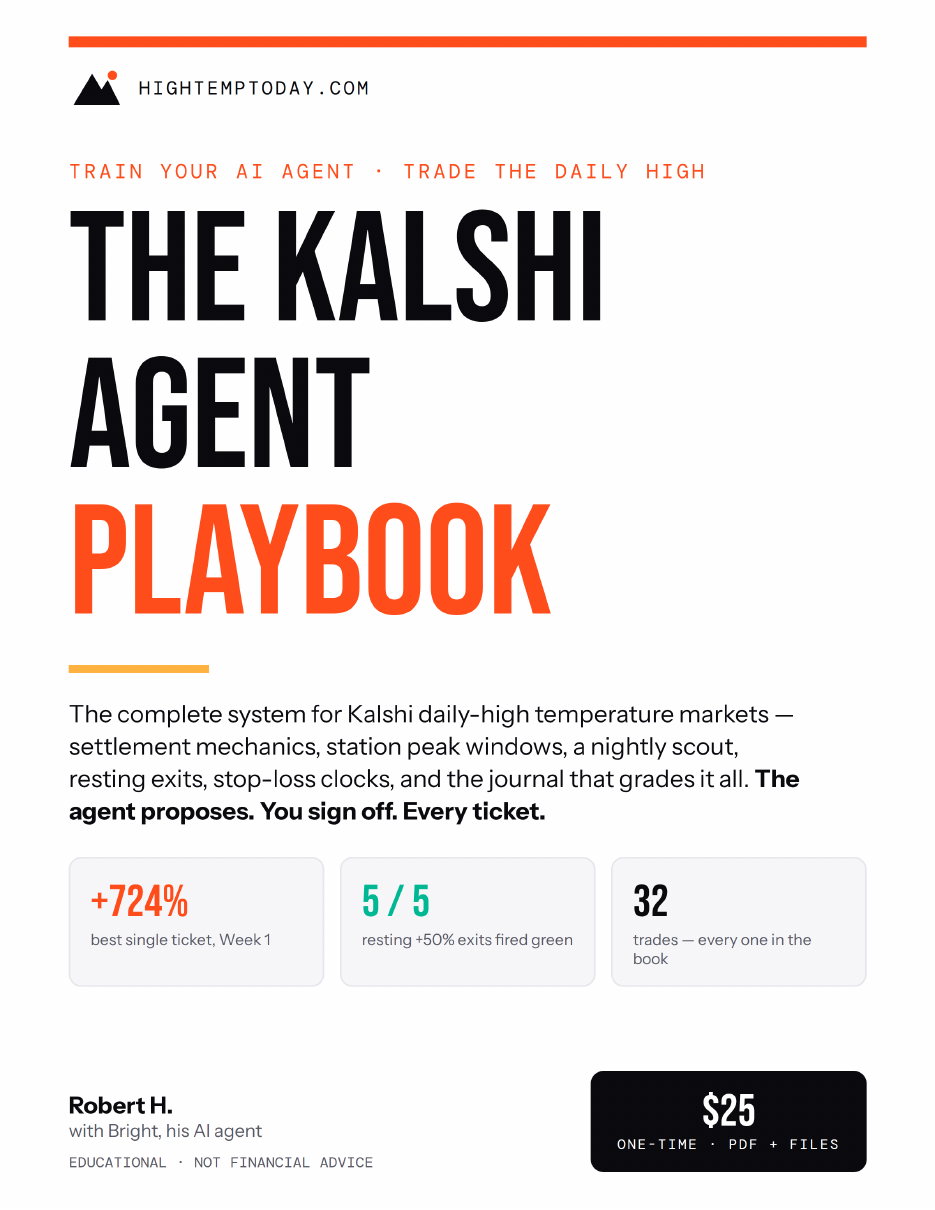 HIGHTEMPTODAY.COM
TRAIN YOUR AI AGENT · TRADE THE DAILY HIGH
THE KALSHI
AGENT
PLAYBOOK
The complete system for Kalshi daily-high temperature markets —
settlement mechanics, station peak windows, a nightly scout,
resting exits, stop-loss clocks, and the journal that grades it all. The
agent proposes. You sign off. Every ticket.
+724%
best single ticket, Week 1
5 / 5
resting +50% exits fired green
32
trades — every one in the
book
Robert H.
with Bright, his AI agent
EDUCATIONAL · NOT FINANCIAL ADVICE
$25
ONE-TIME · PDF + FILES